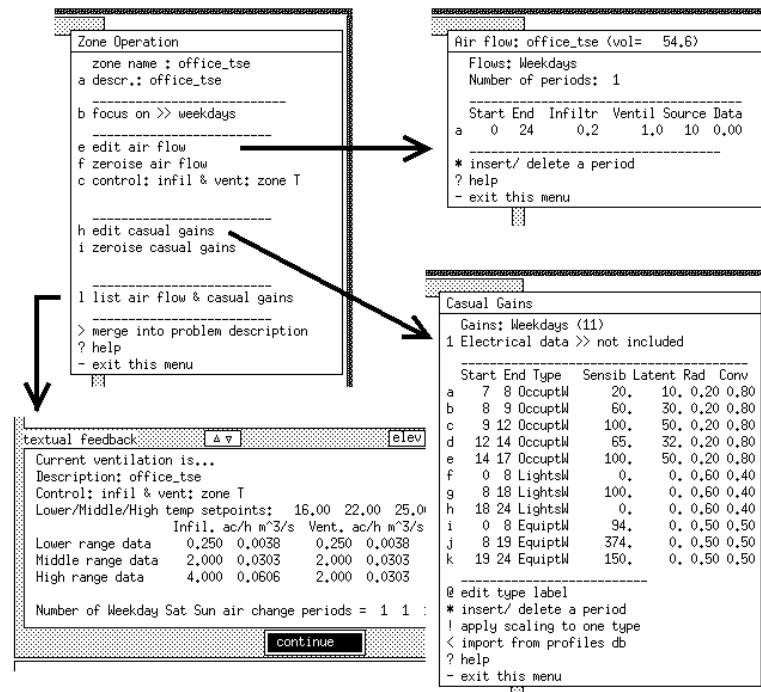 Zone Operation
zone name : office_tse
a descr.: office_tse
b focus on >> weekdays
e edit air flow
f zeroise air flow
c control: infil & vent: zone T
h edit casual gains
i zeroise casual gains
l list air flow & casual gains
> merge into problem description
? help
- exit this menu
Air flow: office_tse (vol= 54.6)
Flows: Weekdays
Number of periods: 1
Start End Infiltr Ventil Source Data
a 0 24 0.2 1.0 10 0.00
* insert/ delete a period
? help
- exit this menu
Casual Gains
Gains: Weekdays (11)
1 Electrical data >> not included
Start End Type Sensib Latent Rad Conv
a 7 8 OccuptW 20. 10. 0.20 0.80
b 8 9 OccuptW 60. 30. 0.20 0.80
c 9 12 OccuptW 100. 50. 0.20 0.80
d 12 14 OccuptW 65. 32. 0.20 0.80
e 14 17 OccuptW 100. 50. 0.20 0.80
f 0 8 LightsW 0. 0. 0.60 0.40
g 8 18 LightsW 100. 0. 0.60 0.40
h 18 24 LightsW 0. 0. 0.60 0.40
i 0 8 EquiptW 94. 0. 0.50 0.50
j 8 19 EquiptW 374. 0. 0.50 0.50
k 19 24 EquiptW 150. 0. 0.50 0.50
@ edit type label
* insert/ delete a period
! apply scaling to one type
< import from profiles db
? help
- exit this menu
textual feedback elev
Current ventilation is...
Description: office_tse
Control: infil & vent: zone T
Lower/Middle/High temp setpoints: 16.00 22.00 25.0
Infil. ac/h m^3/s Vent. ac/h m^3/s
Lower range data 0.250 0.0038 0.250 0.0038
Middle range data 2.000 0.0303 2.000 0.0303
High range data 4.000 0.0606 2.000 0.0303
Number of Weekday Sat Sun air change periods = 1 1
continue